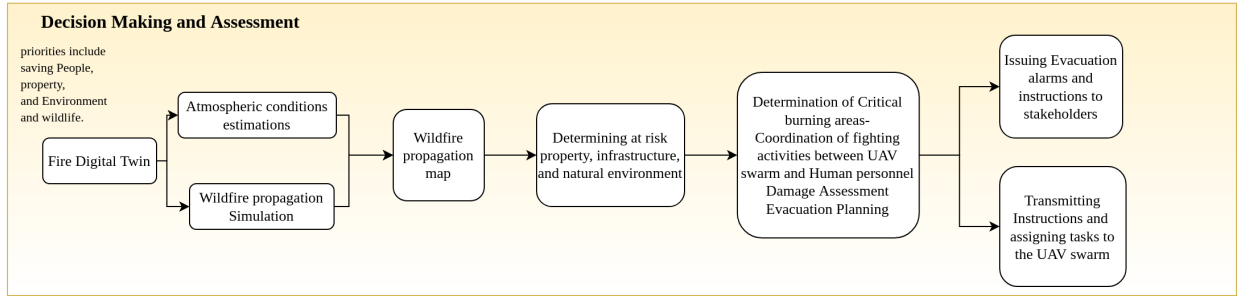 Decision Making and Assessment
priorities include
saving People,
property,
and Environment
and wildlife.
Fire Digital Twin
Atmospheric conditions
estimations
Wildfire propagation
Simulation
Wildfire
propagation
map
Determining at risk
property, infrastructure,
and natural environment
Determination of Critical
burning areas-
Coordination of fighting
activities between UAV
swarm and Human personnel
Damage Assessment
Evacuation Planning
Issuing Evacuation
alarms and
instructions to
stakeholders
Transmitting
Instructions and
assigning tasks to
the UAV swarm